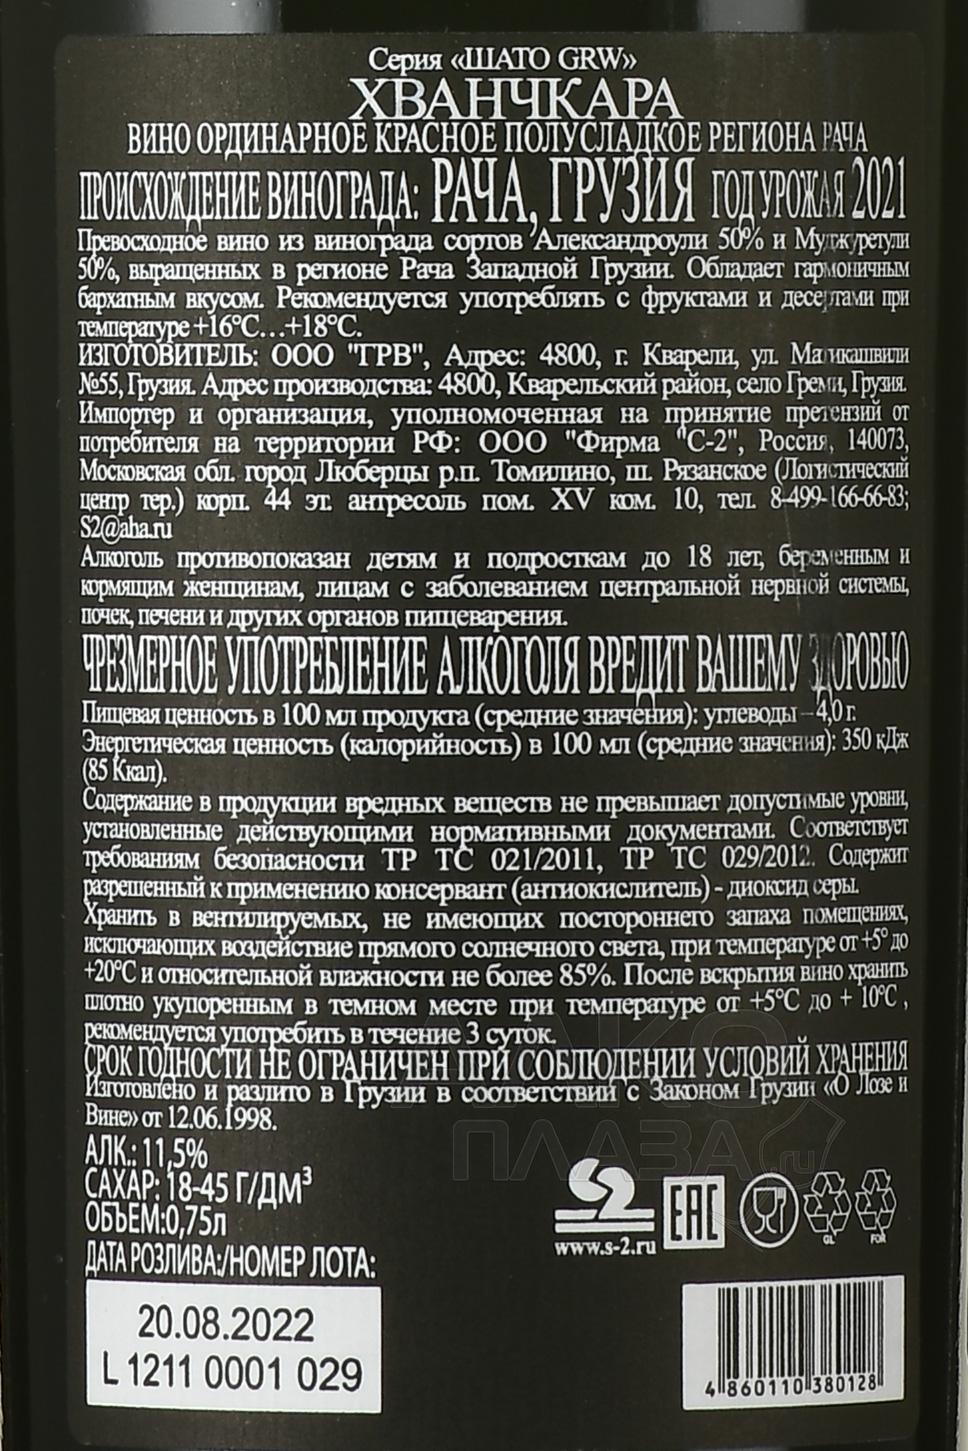 Серия «ШАТО GRW»
ХВАНЧКАРА
ВИНО ОРДИНАРНОЕ КРАСНОЕ ПОЛУСЛАДКОЕ РЕГИОНА РАЧА
ПРОИСХОЖДЕНИЕ ВИНОГРАДА: РАЧА, ГРУЗИЯ ГОД УРОЖАЯ 2021
Превосходное вино из винограда сортов Александроули 50% и Муджуретули
50%, выращенных в регионе Рача Западной Грузии. Обладает гармоничным
бархатным вкусом. Рекомендуется употреблять с фруктами и десертами при
температуре +16°С...+18°С.
ИЗГОТОВИТЕЛЬ: ООО "ГРВ", Адрес: 4800, г. Кварели, ул.
№55, Грузия. Адрес производства: 4800, Кварельский район, село Греми, Грузия.
Импортер и организация, уполномоченная на принятие претензий от
потребителя на территории РФ: ООО "Фирма "С-2", Россия, 140073,
Московская обл. город Люберцы р.п. Томилино, ш. Рязанское (Логистический
центр тер.) корп. 44 эт. антресоль пом. XV ком. 10, тел. 8-499-166-66-83;
S2@aha.ru
Алкоголь противопоказан детям и подросткам до 18 лет, беременным и
кормящим женщинам, лицам с заболеванием центральной нервной системы,
почек, печени и других органов пищеварения.
ЧРЕЗМЕРНОЕ УПОТРЕБЛЕНИЕ АЛКОГОЛЯ ВРЕДИТ ВАШЕМУ ЗДОРОВЬЮ
Пищевая ценность в 100 мл продукта (средние значения): углеводы – 4,0 г.
Энергетическая ценность (калорийность) в 100 мл (средние значения): 350 кДж
(85 Ккал).
Содержание в продукции вредных веществ не превышает допустимые уровни,
установленные действующими нормативными документами. Соответствует
требованиям безопасности ТР ТС 021/2011, ТР ТС 029/2012. Содержит
разрешенный к применению консервант (антиокислитель) - диоксид серы.
Хранить в вентилируемых, не имеющих постороннего запаха помещениях,
исключающих воздействие прямого солнечного света, при температуре от +5° до
+20°С и относительной влажности не более 85%. После вскрытия вино хранить
плотно укупоренным в темном месте при температуре от +5°С до + 10°С ,
рекомендуется употребить в течение 3 суток.
СРОК ГОДНОСТИ НЕ ОГРАНИЧЕН ПРИ СОБЛЮДЕНИИ УСЛОВИЙ ХРАНЕНИЯ
Изготовлено и разлито в Грузии в соответствии с Законом Грузии «О Лозе и
Вине» от 12.06.1998.
АЛК.: 11,5%
САХАР: 18-45 Г/ДМ³
ОБЪЕМ:0,75л
ДАТА РОЗЛИВА:/НОМЕР ЛОТА:
20.08.2022
L 1211 0001 029
www.s-2.ru
EAC
GL
FOR
4 860110 380128
АЛКО
ПЛАЗА.ru